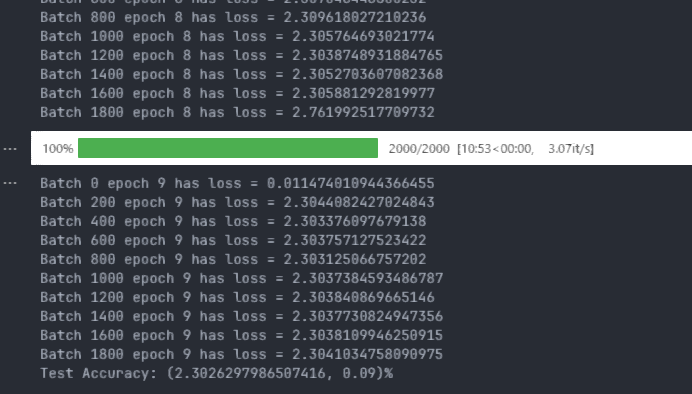 Batch 800 epoch 8 has loss = 2.309618027210236
Batch 1000 epoch 8 has loss = 2.305764693021774
Batch 1200 epoch 8 has loss = 2.3038748931884765
Batch 1400 epoch 8 has loss = 2.3052703607082368
Batch 1600 epoch 8 has loss = 2.305881292819977
Batch 1800 epoch 8 has loss = 2.761992517709732
... 100% 2000/2000 [10:53<00:00, 3.07it/s]
... Batch 0 epoch 9 has loss = 0.011474010944366455
Batch 200 epoch 9 has loss = 2.3044082427024843
Batch 400 epoch 9 has loss = 2.303376097679138
Batch 600 epoch 9 has loss = 2.303757127523422
Batch 800 epoch 9 has loss = 2.303125066757202
Batch 1000 epoch 9 has loss = 2.3037384593486787
Batch 1200 epoch 9 has loss = 2.303840869665146
Batch 1400 epoch 9 has loss = 2.3037730824947356
Batch 1600 epoch 9 has loss = 2.3038109946250915
Batch 1800 epoch 9 has loss = 2.3041034758090975
Test Accuracy: (2.3026297986507416, 0.09)%